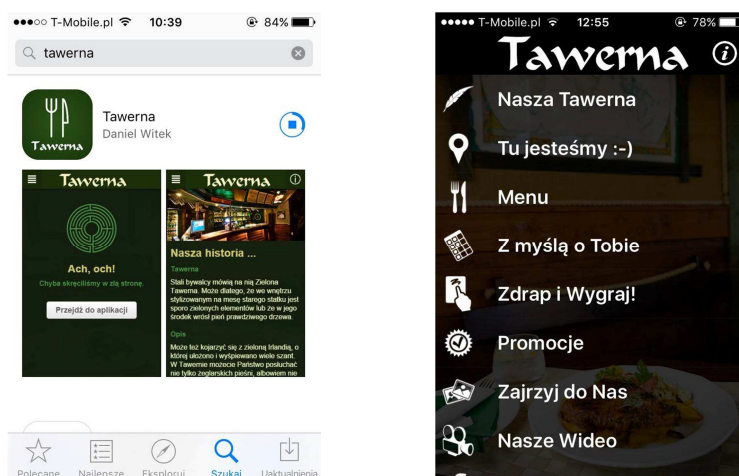 T-Mobile.pl 10:39 84%
tawerna
Tawerna
Tawerna
Daniel Witek
Tawerna
Ach, och!
Chyba skręciliśmy w złą stronę.
Przejdź do aplikacji
Tawerna
Nasza historia ...
Tawerna
Stali bywalcy mówią na nią Zielona
Tawerna. Może dlatego, że we wnętrzu
stylizowanym na mesę starego statku jest
sporo zielonych elementów lub że w jego
środek wrósł pień prawdziwego drzewa.
Opis
Może też kojarzyć się z zieloną Irlandią, o
której ułożono i wyśpiewano wiele szant.
W Tawernie możecie Państwo posłuchać
nie tylko żeglarskich pieśni, albowiem nie
Polecane Najlepsze Eksploruj Szukaj Uaktualnienia
T-Mobile.pl 12:55 78%
Tawerna
Nasza Tawerna
Tu jesteśmy :-)
Menu
Z myślą o Tobie
Zdrap i Wygraj!
Promocje
Zajrzyj do Nas
Nasze Wideo